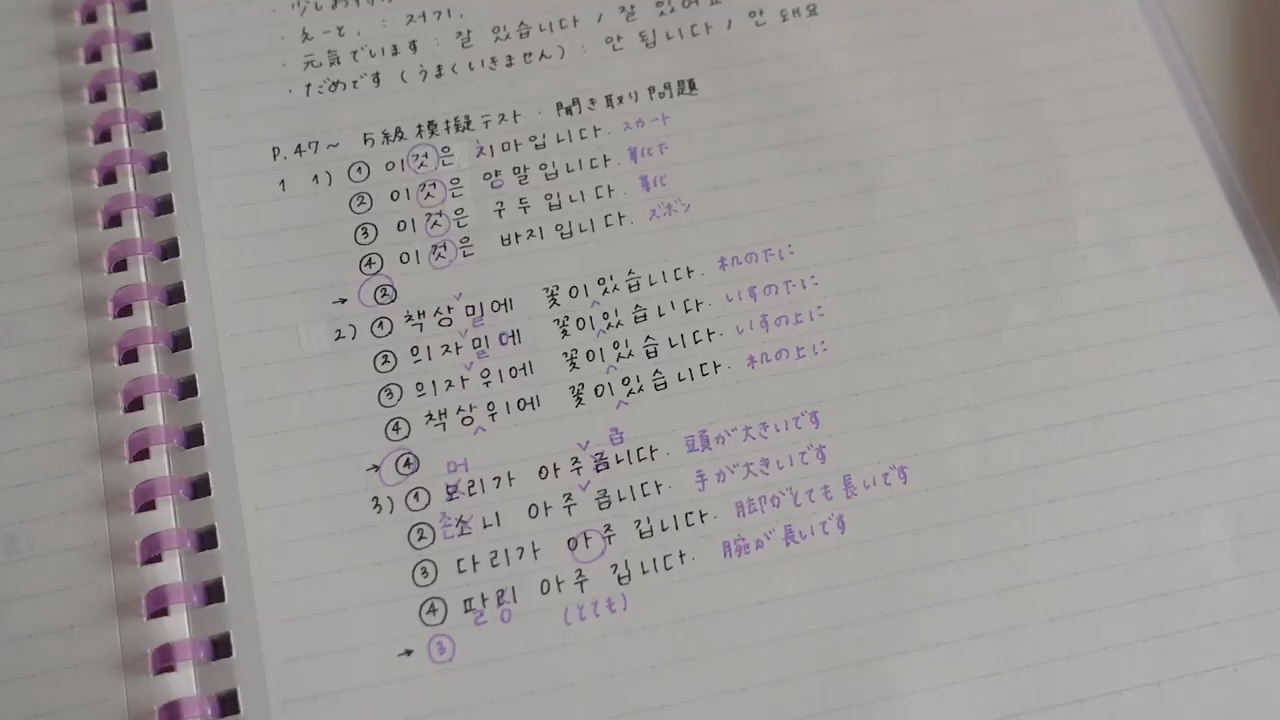 ・少し
・えーと, : 저기,
・元気でいます : 잘 있습니다 / 잘 있어요
・だめです (うまくいきません) : 안 됩니다 / 안 돼요
P.47~ 5級模擬テスト・聞き取り問題
1 1) ① 이것은 치마입니다. スカート
② 이것은 양말입니다. 靴下
③ 이것은 구두입니다. 靴
④ 이것은 바지입니다. ズボン
→ ②
2) ① 책상 밑에 꽃이 있습니다. 机の下に
② 의자 밑에 꽃이 있습니다. いすの下に
③ 의자 위에 꽃이 있습니다. いすの上に
④ 책상 위에 꽃이 있습니다. 机の上に
→ ④
머 급
3) ① 모리가 아주 큽니다. 頭が大きいです
② 소니 아주 큽니다. 手が大きいです
③ 다리가 아주 깁니다. 脚がとても長いです
④ 파리 아주 깁니다. 腕が長いです
ㄹ ㅇ (とても)
→ ③